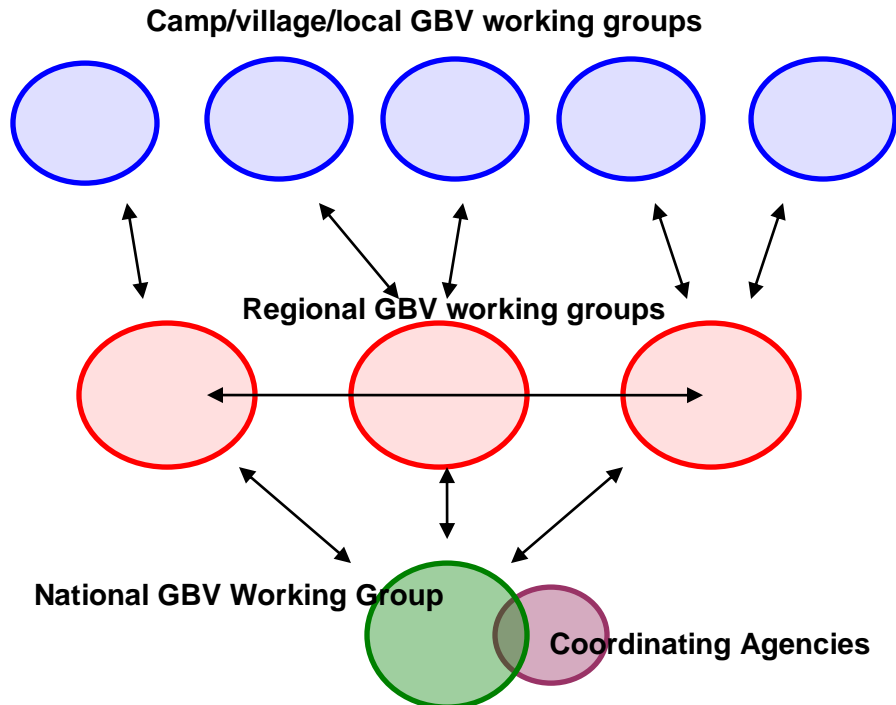 Camp/village/local GBV working groups
Regional GBV working groups
National GBV Working Group
Coordinating Agencies